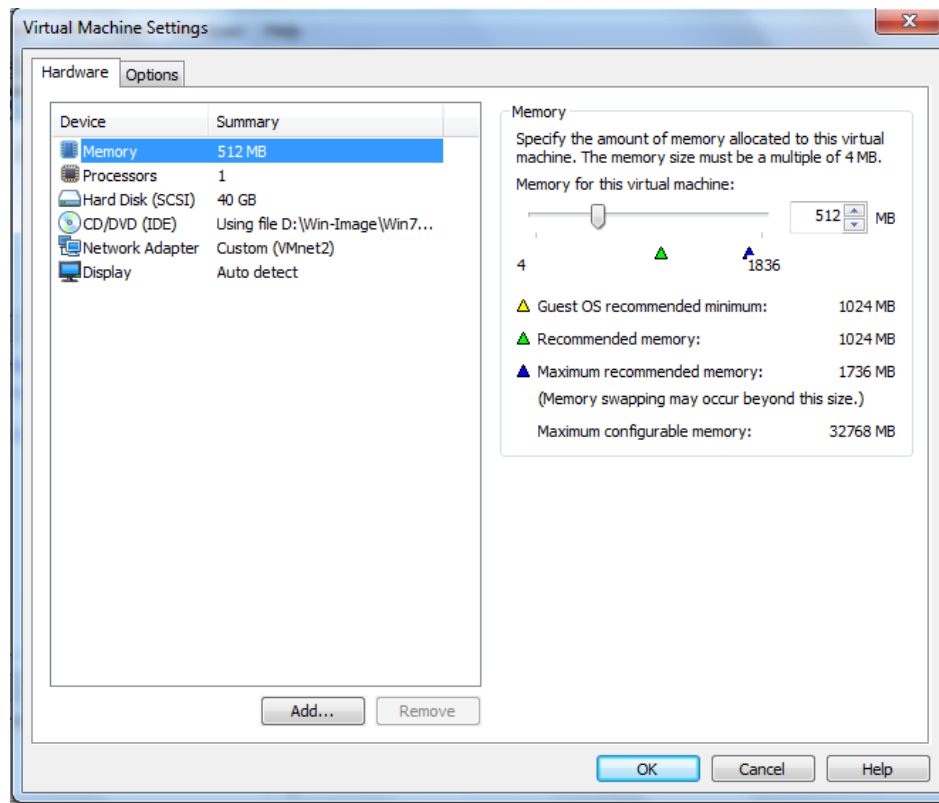 Virtual Machine Settings
Hardware Options
Device Summary
Memory 512 MB
Processors 1
Hard Disk (SCSI) 40 GB
CD/DVD (IDE) Using file D:\Win-Image\Win7...
Network Adapter Custom (VMnet2)
Display Auto detect
Add... Remove
Memory
Specify the amount of memory allocated to this virtual
machine. The memory size must be a multiple of 4 MB.
Memory for this virtual machine:
512 MB
4 1836
Guest OS recommended minimum: 1024 MB
Recommended memory: 1024 MB
Maximum recommended memory: 1736 MB
(Memory swapping may occur beyond this size.)
Maximum configurable memory: 32768 MB
OK Cancel Help